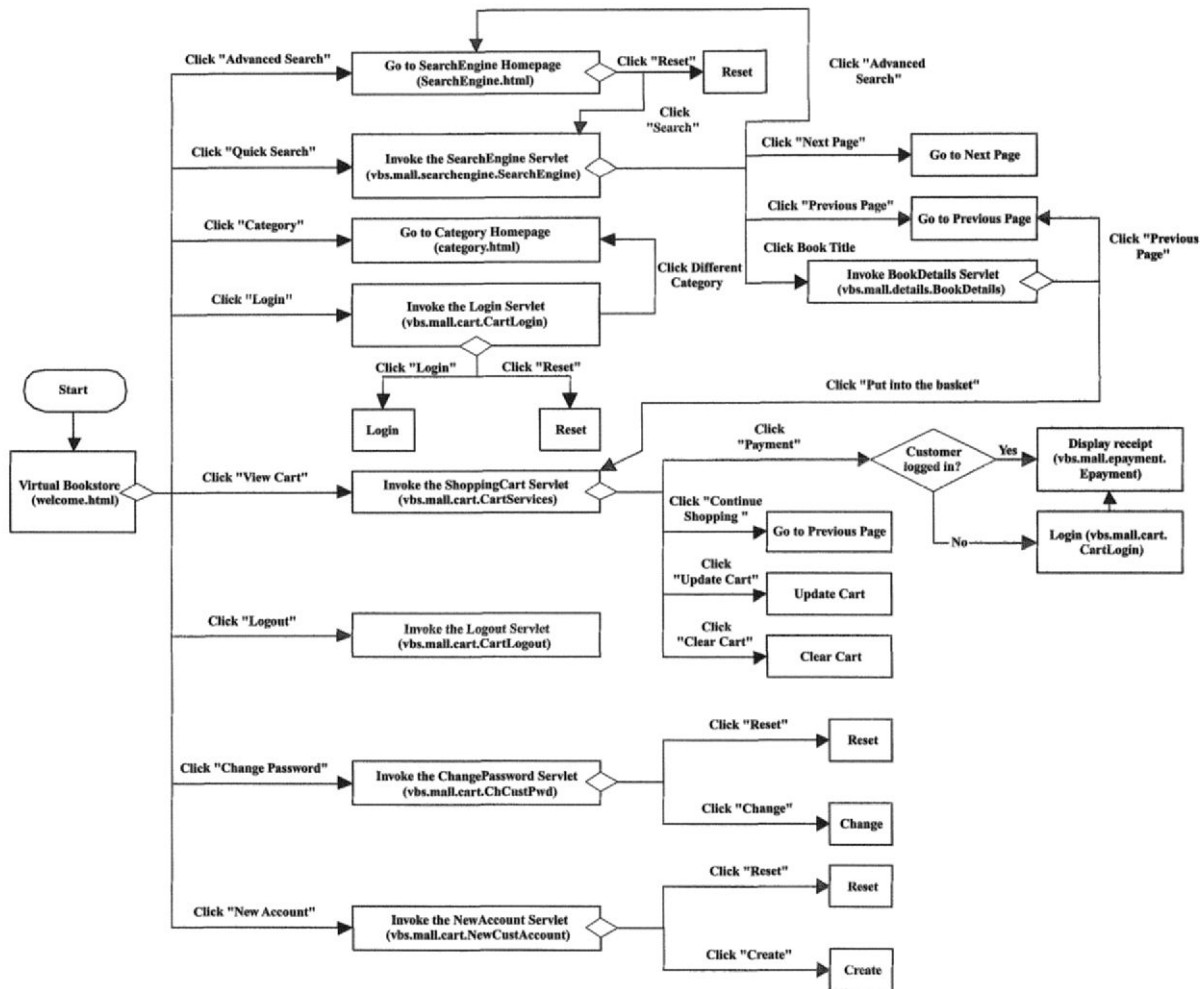 Click "Advanced Search"
Go to SearchEngine Homepage
(SearchEngine.html)
Click "Reset"
Reset
Click "Advanced
Search"
Click
"Search"
Click "Quick Search"
Invoke the SearchEngine Servlet
(vbs.mall.searchengine.SearchEngine)
Click "Next Page"
Go to Next Page
Click "Previous Page"
Go to Previous Page
Click "Previous
Page"
Click "Category"
Go to Category Homepage
(category.html)
Click Different
Category
Click Book Title
Invoke BookDetails Servlet
(vbs.mall.details.BookDetails)
Click "Login"
Invoke the Login Servlet
(vbs.mall.cart.CartLogin)
Click "Login"
Click "Reset"
Login
Reset
Click "Put into the basket"
Start
Virtual Bookstore
(welcome.html)
Click "View Cart"
Invoke the ShoppingCart Servlet
(vbs.mall.cart.CartServices)
Click
"Payment"
Customer
logged in?
Yes
Display receipt
(vbs.mall.epayment.
Epayment)
No
Login (vbs.mall.cart.
CartLogin)
Click "Continue
Shopping "
Go to Previous Page
Click
"Update Cart"
Update Cart
Click
"Clear Cart"
Clear Cart
Click "Logout"
Invoke the Logout Servlet
(vbs.mall.cart.CartLogout)
Click "Change Password"
Invoke the ChangePassword Servlet
(vbs.mall.cart.ChCustPwd)
Click "Reset"
Reset
Click "Change"
Change
Click "New Account"
Invoke the NewAccount Servlet
(vbs.mall.cart.NewCustAccount)
Click "Reset"
Reset
Click "Create"
Create